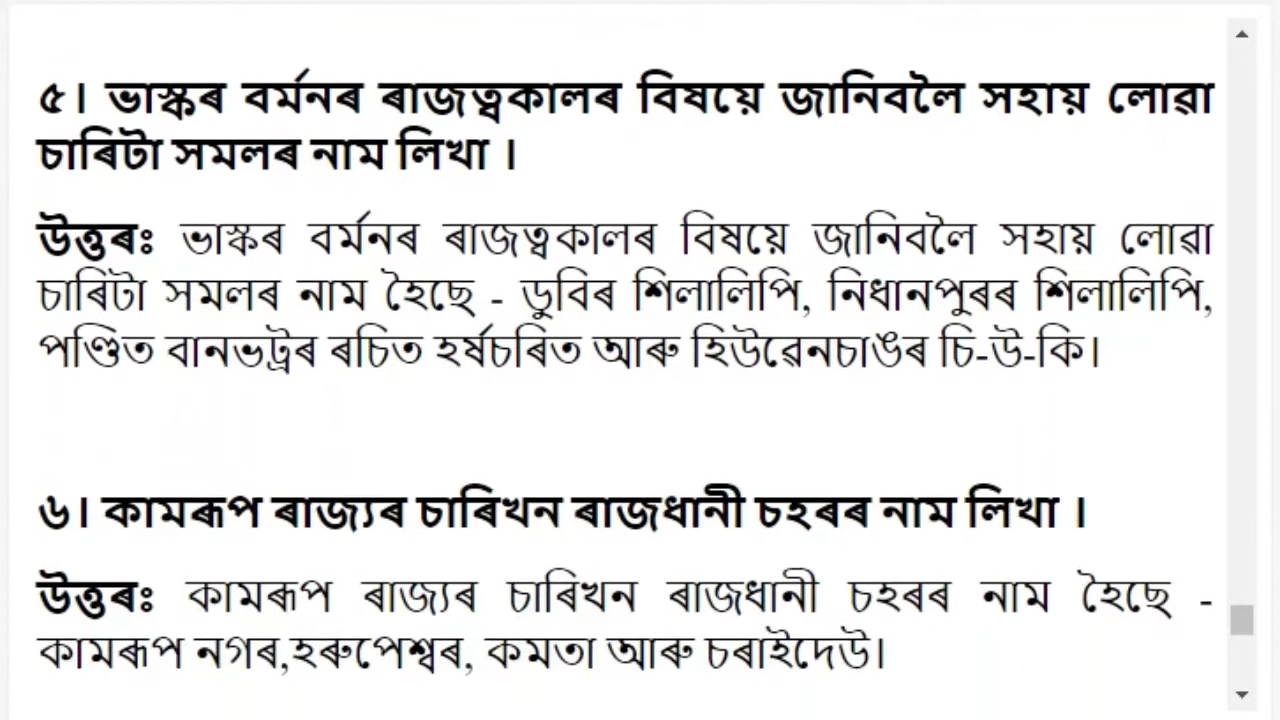 ৫। ভাস্কৰ বৰ্মনৰ ৰাজত্বকালৰ বিষয়ে জানিবলৈ সহায় লোৱা
চাৰিটা সমলৰ নাম লিখা ।
উত্তৰঃ ভাস্কৰ বৰ্মনৰ ৰাজত্বকালৰ বিষয়ে জানিবলৈ সহায় লোৱা
চাৰিটা সমলৰ নাম হৈছে - ডুবিৰ শিলালিপি, নিধানপুৰৰ শিলালিপি,
পণ্ডিত বানভট্ৰৰ ৰচিত হৰ্ষচৰিত আৰু হিউৱেনচাঙৰ চি-উ-কি।
৬। কামৰূপ ৰাজ্যৰ চাৰিখন ৰাজধানী চহৰৰ নাম লিখা ।
উত্তৰঃ কামৰূপ ৰাজ্যৰ চাৰিখন ৰাজধানী চহৰৰ নাম হৈছে -
কামৰূপ নগৰ,হৰুপেশ্বৰ, কমতা আৰু চৰাইদেউ।